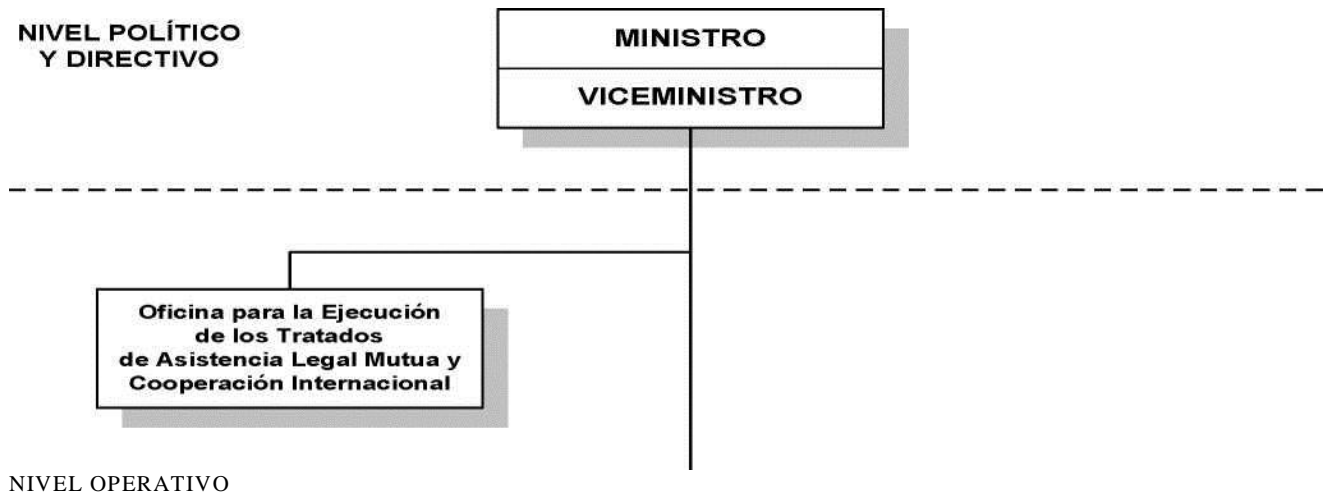 NIVEL POLÍTICO
Y DIRECTIVO
MINISTRO
VICEMINISTRO
Oficina para la Ejecución
de los Tratados
de Asistencia Legal Mutua y
Cooperación Internacional
NIVEL OPERATIVO